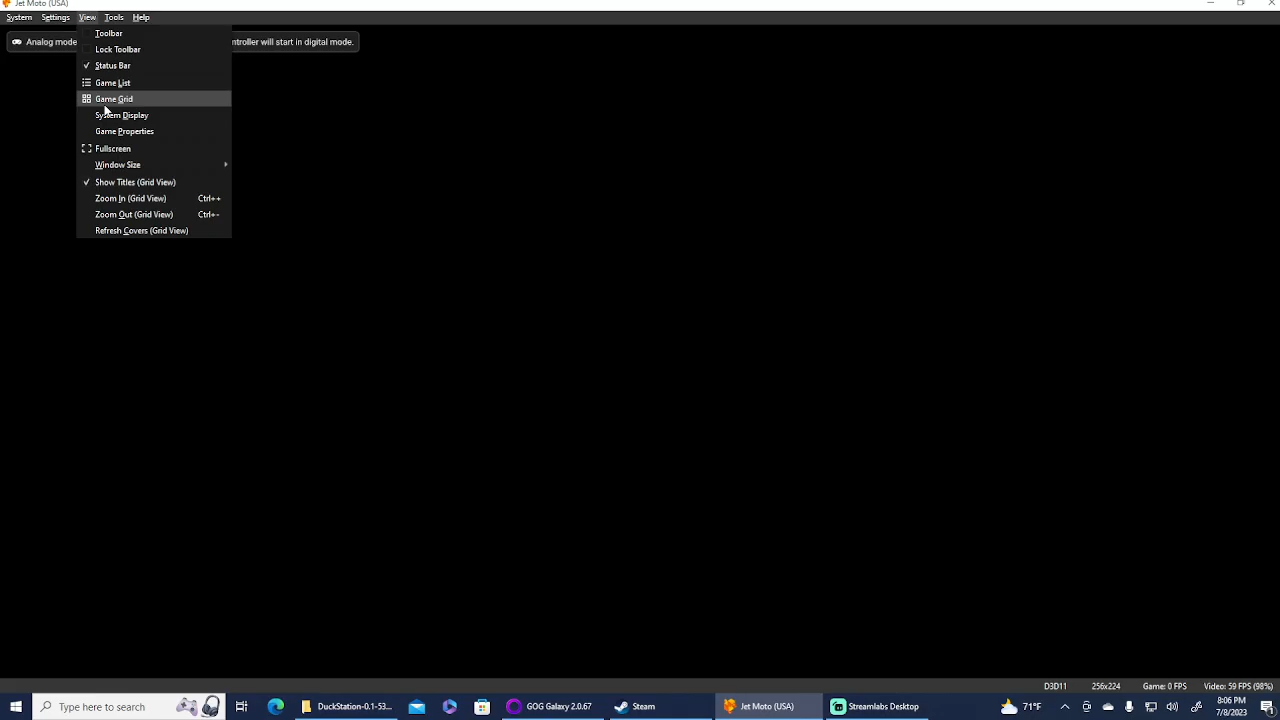 Jet Moto (USA)
System Settings View Tools Help
Toolbar
Analog mode ntroller will start in digital mode.
Lock Toolbar
Status Bar
Game List
Game Grid
System Display
Game Properties
Fullscreen
Window Size
Show Titles (Grid View)
Zoom In (Grid View) Ctrl++
Zoom Out (Grid View) Ctrl+-
Refresh Covers (Grid View)
D3D11 256x224 Game: 0 FPS Video: 59 FPS (98%)
Type here to search DuckStation-0.1-53... GOG Galaxy 2.0.67 Steam Jet Moto (USA) Streamlabs Desktop 71°F 8:06 PM
7/8/2023